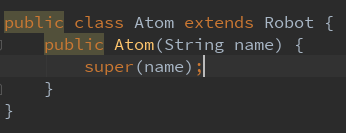 public class Atom extends Robot {
    public Atom(String name) {
        super(name);
    }
}